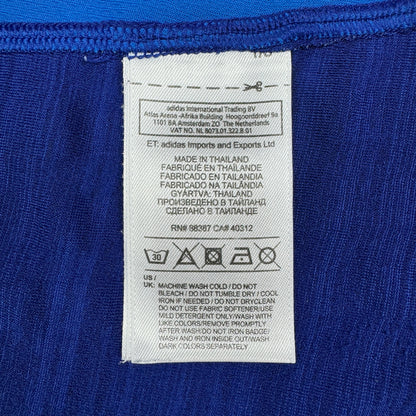 adidas International Trading BV
Atlas Arena -Afrika Building Hoogoorddreef 9a
1101 BA Amsterdam ZO The Netherlands
VAT NO. NL 8073.01.322.B.01
ET: adidas Imports and Exports Ltd
MADE IN THAILAND
FABRIQUÉ EN THAÏLANDE
FABRICADO EN TAILANDIA
FABRICADO NA TAILÂNDIA
GYÁRTVA: THAIFÖLD
ПРОИЗВЕДЕНО В ТАЙЛАНД
СДЕЛАНО В ТАИЛАНДЕ
RN# 88387 CA# 40312
30
US /
UK: MACHINE WASH COLD / DO NOT
BLEACH / DO NOT TUMBLE DRY / COOL
IRON IF NEEDED / DO NOT DRYCLEAN
DO NOT USE FABRIC SOFTENER/USE
MILD DETERGENT ONLY/WASH WITH
LIKE COLORS/REMOVE PROMPTLY
AFTER WASH/DO NOT IRON BADGE/
WASH AND IRON INSIDE OUT/WASH
DARK COLORS SEPARATELY